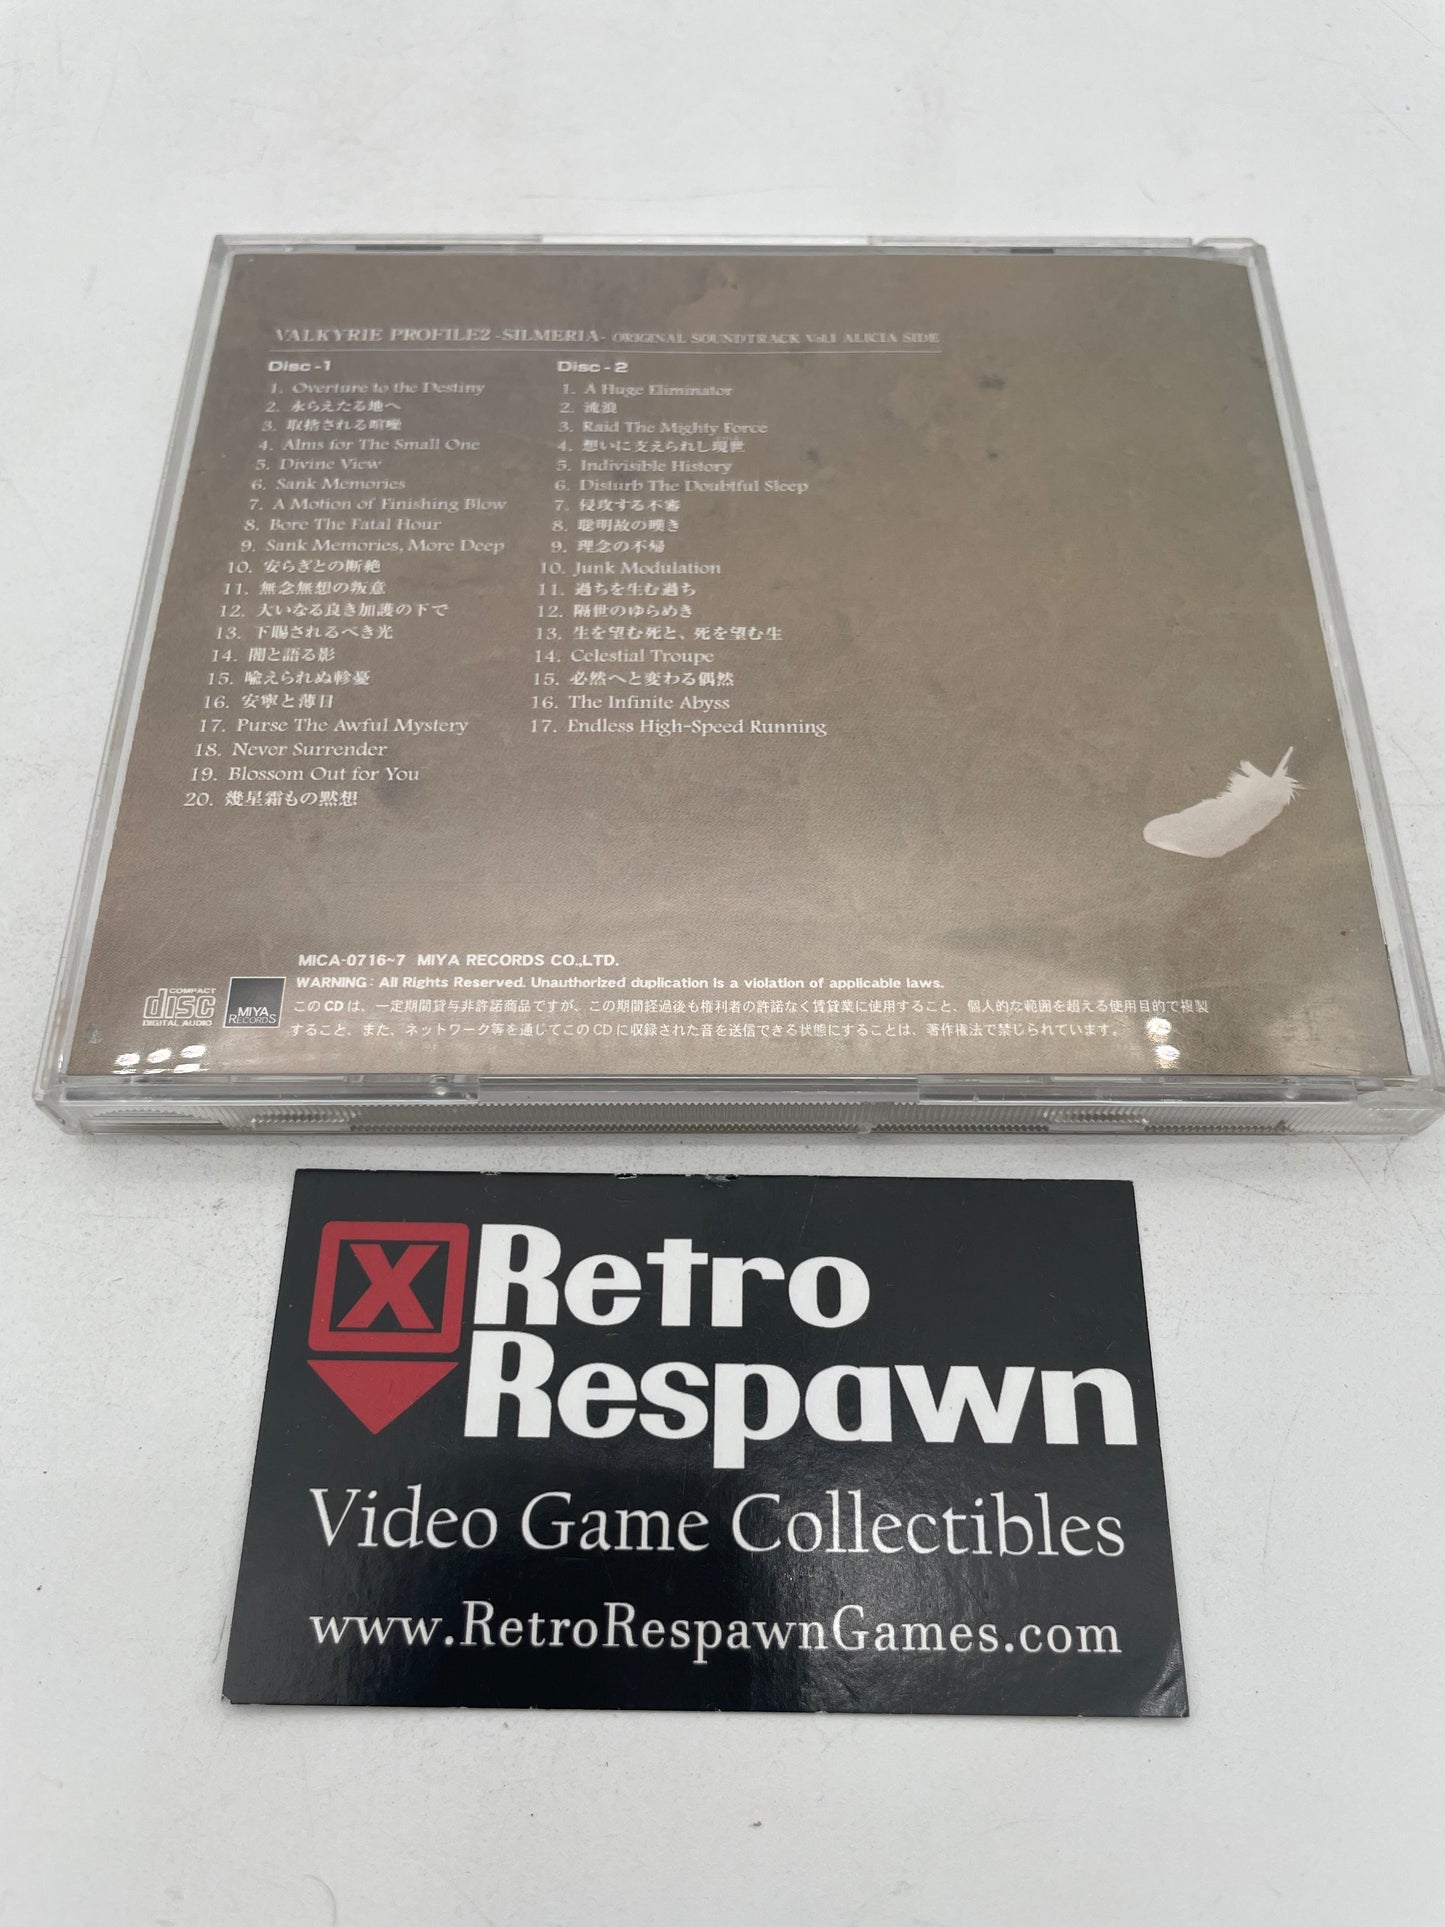 VALKYRIE PROFILE2 -SILMERIA- ORIGINAL SOUNDTRACK Vol.1 ALICIA SIDE
Disc-1
1. Overture to the Destiny
2. 永らえたる地へ
3. 取捨される喧噪
4. Alms for The Small One
5. Divine View
6. Sank Memories
7. A Motion of Finishing Blow
8. Bore The Fatal Hour
9. Sank Memories, More Deep
10. 安らぎとの断絶
11. 無念無想の叛意
12. 大いなる良き加護の下で
13. 下賜されるべき光
14. 闇と語る影
15. 喩えられぬ軫憂
16. 安寧と薄日
17. Purse The Awful Mystery
18. Never Surrender
19. Blossom Out for You
20. 幾星霜もの黙想
Disc-2
1. A Huge Eliminator
2. 流浪
3. Raid The Mighty Force
4. 想いに支えられし現世
5. Indivisible History
6. Disturb The Doubtful Sleep
7. 侵攻する不審
8. 聡明故の嘆き
9. 理念の不帰
10. Junk Modulation
11. 過ちを生む過ち
12. 隔世のゆらめき
13. 生を望む死と、死を望む生
14. Celestial Troupe
15. 必然へと変わる偶然
16. The Infinite Abyss
17. Endless High-Speed Running
MICA-0716~7 MIYA RECORDS CO.,LTD.
WARNING : All Rights Reserved. Unauthorized duplication is a violation of applicable laws.
このCDは、一定期間貸与非許諾商品ですが、この期間経過後も権利者の許諾なく賃貸業に使用すること、個人的な範囲を超える使用目的で複製
すること、また、ネットワーク等を通じてこのCDに収録された音を送信できる状態にすることは、著作権法で禁じられています。
COMPACT
disc
DIGITAL AUDIO
MIYA
RECORDS
X
Retro
Respawn
Video Game Collectibles
www.RetroRespawnGames.com